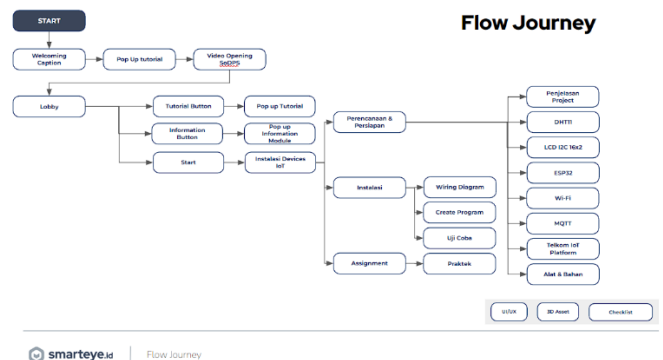 Flow Journey
START
Welcoming
Caption
Pop Up tutorial
Video Opening
SoDPS
Lobby
Tutorial Button
Pop up Tutorial
Information
Button
Pop up
Information
Module
Start
Instalasi Devices
IoT
Perencanaan &
Persiapan
Instalasi
Assignment
Wiring Diagram
Create Program
Uji Coba
Praktek
Penjelasan
Project
DHT11
LCD I2C 16x2
ESP32
Wi-Fi
MQTT
Telkom IoT
Platform
Alat & Bahan
UI/UX
3D Asset
Checklist
smarteye.id
Flow Journey